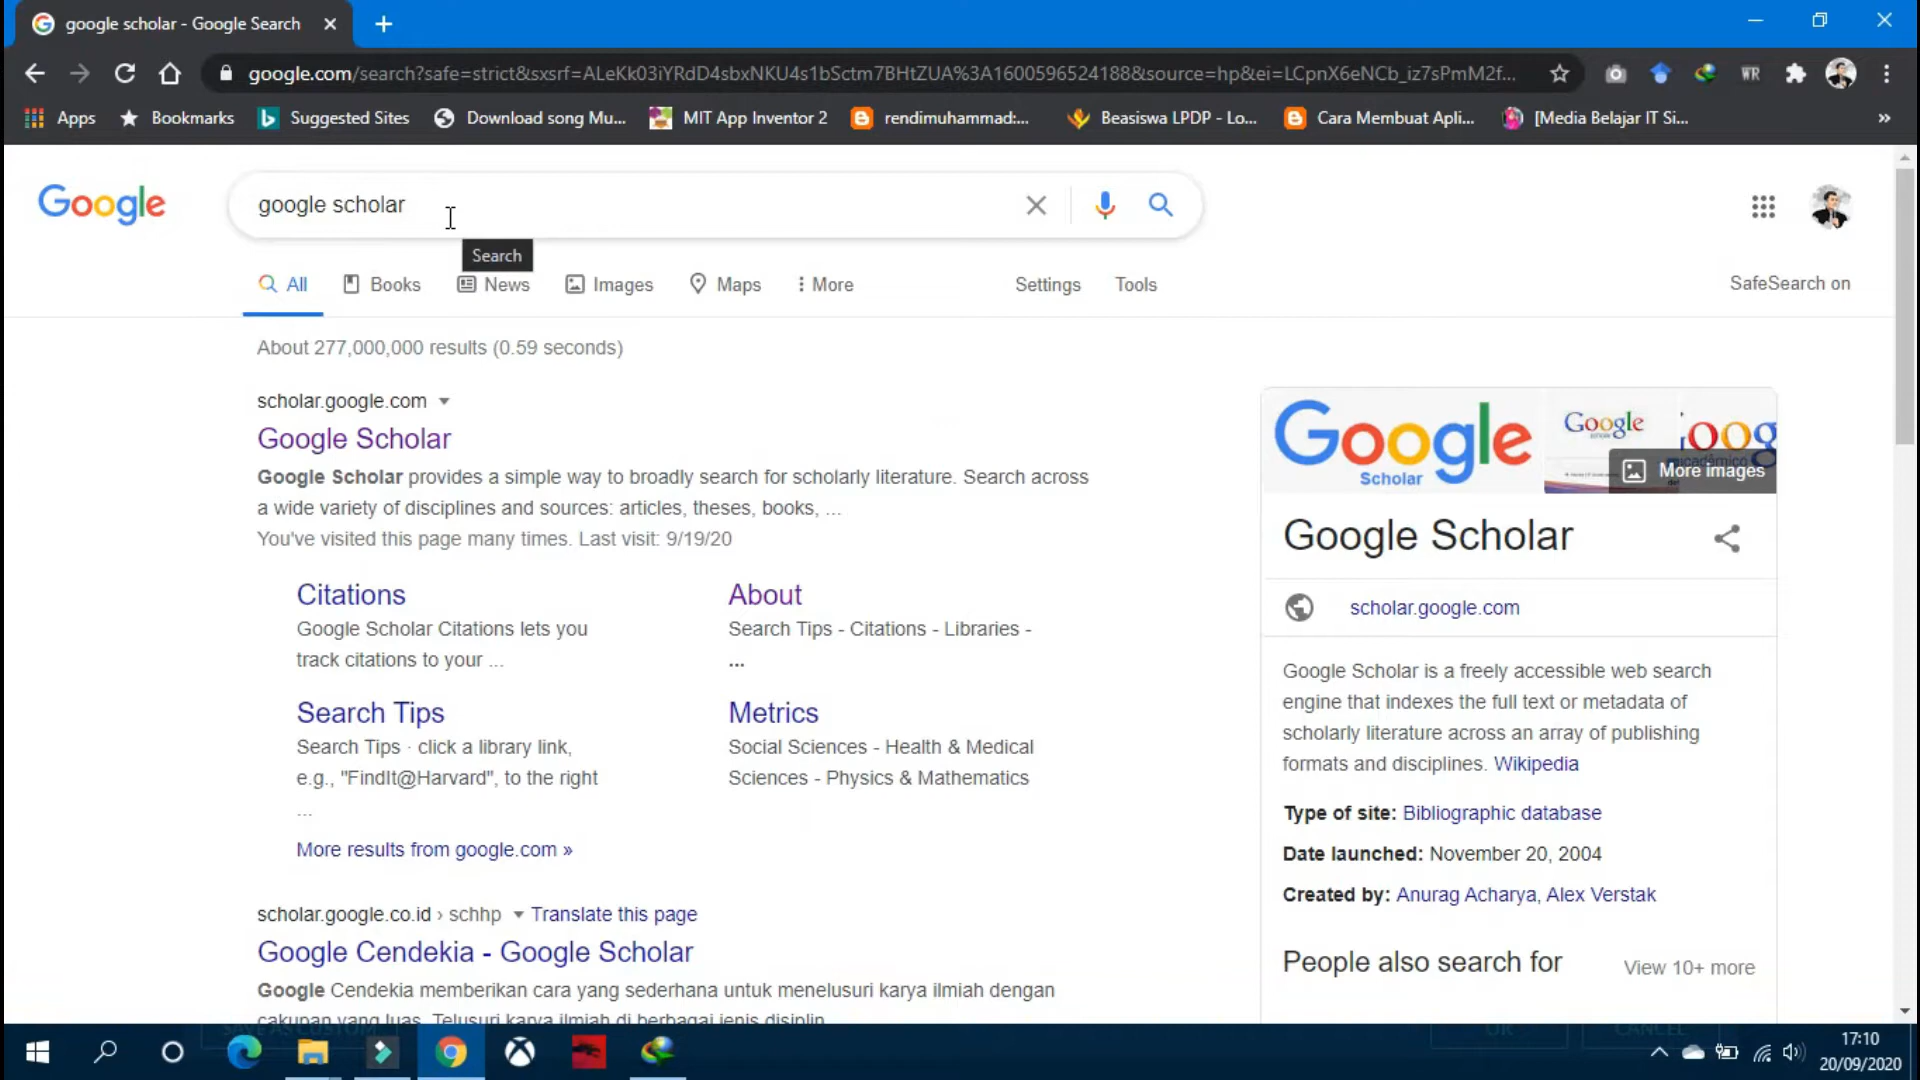 google scholar - Google Search
google.com/search?safe=strict&sxsrf=ALeKk03iYRdD4sbxNKU4s1bSctm7BHtZUA%3A1600596524188&source=hp&ei=LCpnX6eNCb_iz7sPmM2f...
WR
Apps
Bookmarks
Suggested Sites
Download song Mu...
MIT App Inventor 2
rendimuhammad:...
Beasiswa LPDP - Lo...
Cara Membuat Apli...
[Media Belajar IT Si...
»
Google
google scholar
Search
All
Books
News
Images
Maps
More
Settings
Tools
SafeSearch on
About 277,000,000 results (0.59 seconds)
scholar.google.com
Google Scholar
Google Scholar provides a simple way to broadly search for scholarly literature. Search across
a wide variety of disciplines and sources: articles, theses, books, ...
You've visited this page many times. Last visit: 9/19/20
Citations
Google Scholar Citations lets you
track citations to your ...
About
Search Tips - Citations - Libraries -
...
Search Tips
Search Tips · click a library link,
e.g., "FindIt@Harvard", to the right
...
Metrics
Social Sciences - Health & Medical
Sciences - Physics & Mathematics
More results from google.com »
scholar.google.co.id › schhp
Translate this page
Google Cendekia - Google Scholar
Google Cendekia memberikan cara yang sederhana untuk menelusuri karya ilmiah dengan
cakupan yang luas. Telusuri karya ilmiah di berbagai jenis disiplin
Google
Scholar
Google
More images
Google Scholar
scholar.google.com
Google Scholar is a freely accessible web search
engine that indexes the full text or metadata of
scholarly literature across an array of publishing
formats and disciplines. Wikipedia
Type of site: Bibliographic database
Date launched: November 20, 2004
Created by: Anurag Acharya, Alex Verstak
People also search for
View 10+ more
SAVE AS CUSTOM
OK
CANCEL
17:10
20/09/2020